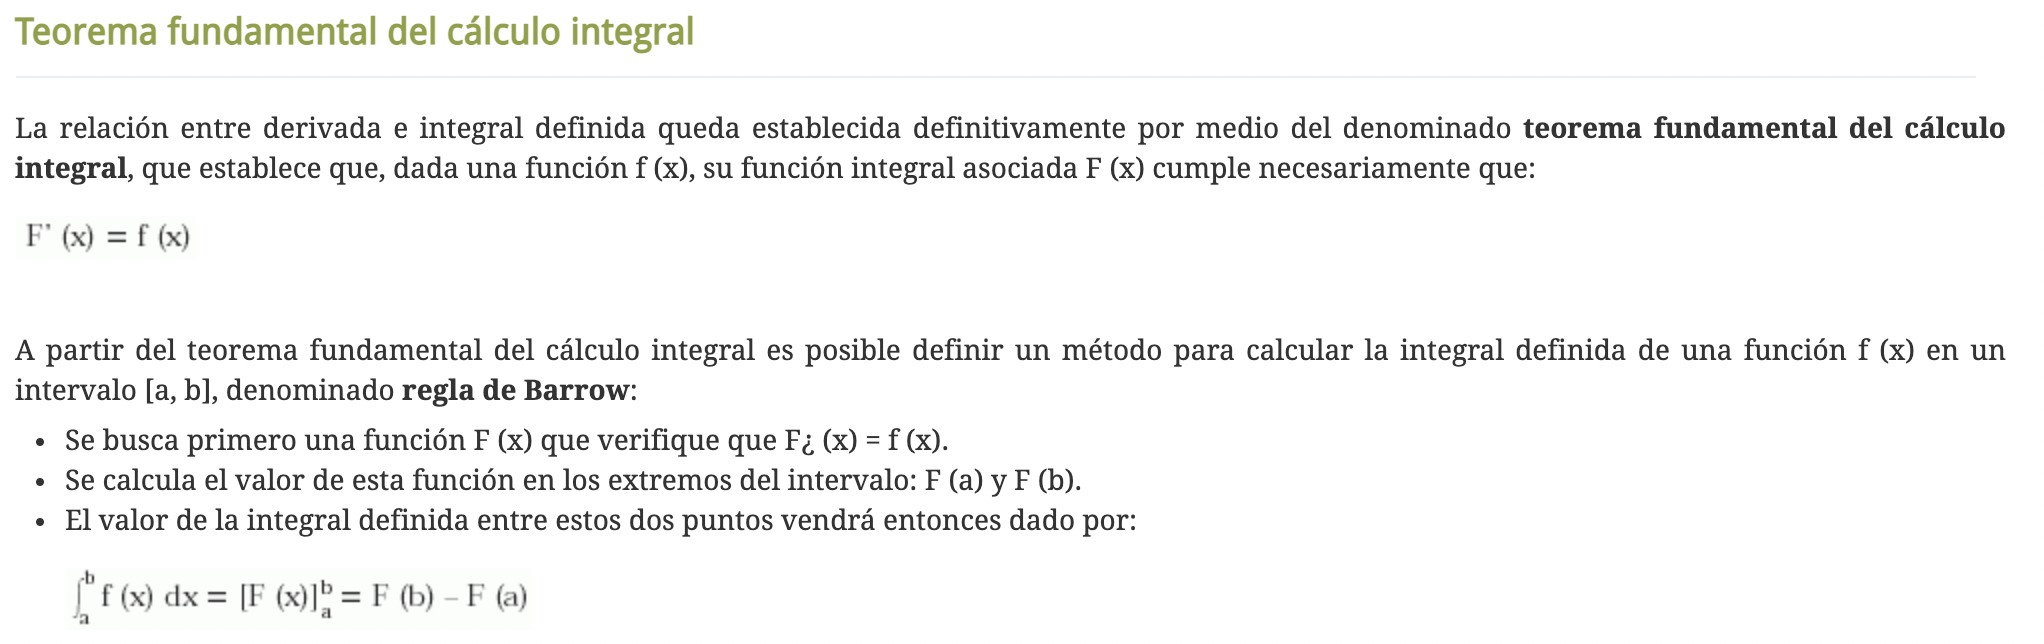 Teorema fundamental del cálculo integral
La relación entre derivada e integral definida queda establecida definitivamente por medio del denominado teorema fundamental del cálculo
integral, que establece que, dada una función f (x), su función integral asociada F (x) cumple necesariamente que:
F' (x) = f (x)
A partir del teorema fundamental del cálculo integral es posible definir un método para calcular la integral definida de una función f (x) en un
intervalo [a, b], denominado regla de Barrow:
• Se busca primero una función F (x) que verifique que F¿ (x) = f (x).
• Se calcula el valor de esta función en los extremos del intervalo: F (a) y F (b).
• El valor de la integral definida entre estos dos puntos vendrá entonces dado por:
∫_a^b f (x) dx = [F (x)]_a^b = F (b) – F (a)